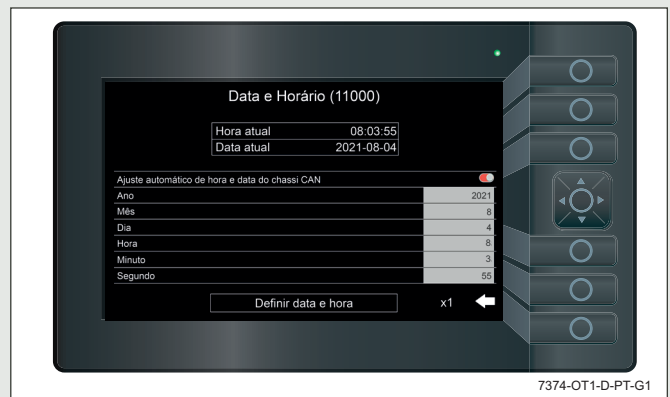 Data e Horário (11000)
Hora atual 08:03:55
Data atual 2021-08-04
Ajuste automático de hora e data do chassi CAN
Ano 2021
Mês 8
Dia 4
Hora 8
Minuto 3
Segundo 55
Definir data e hora x1
7374-OT1-D-PT-G1